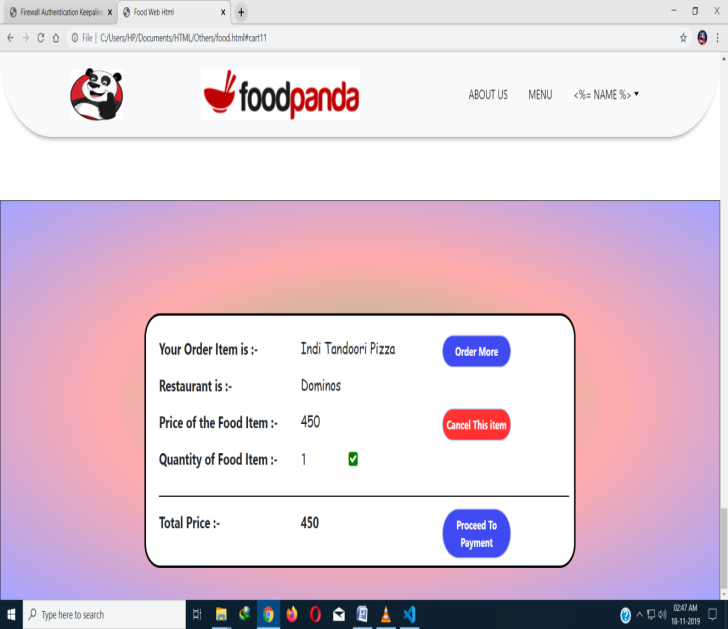 Firewall Authentication Keepaliv
Food Web Html
File C:/Users/HP/Documents/HTML/Others/food.html#cart11
foodpanda
ABOUT US MENU <%= NAME %>
Your Order Item is :- Indi Tandoori Pizza Order More
Restaurant is :- Dominos
Price of the Food Item :- 450 Cancel This item
Quantity of Food Item :- 1
Total Price :- 450 Proceed To
Payment
Type here to search
02:47 AM
18-11-2019